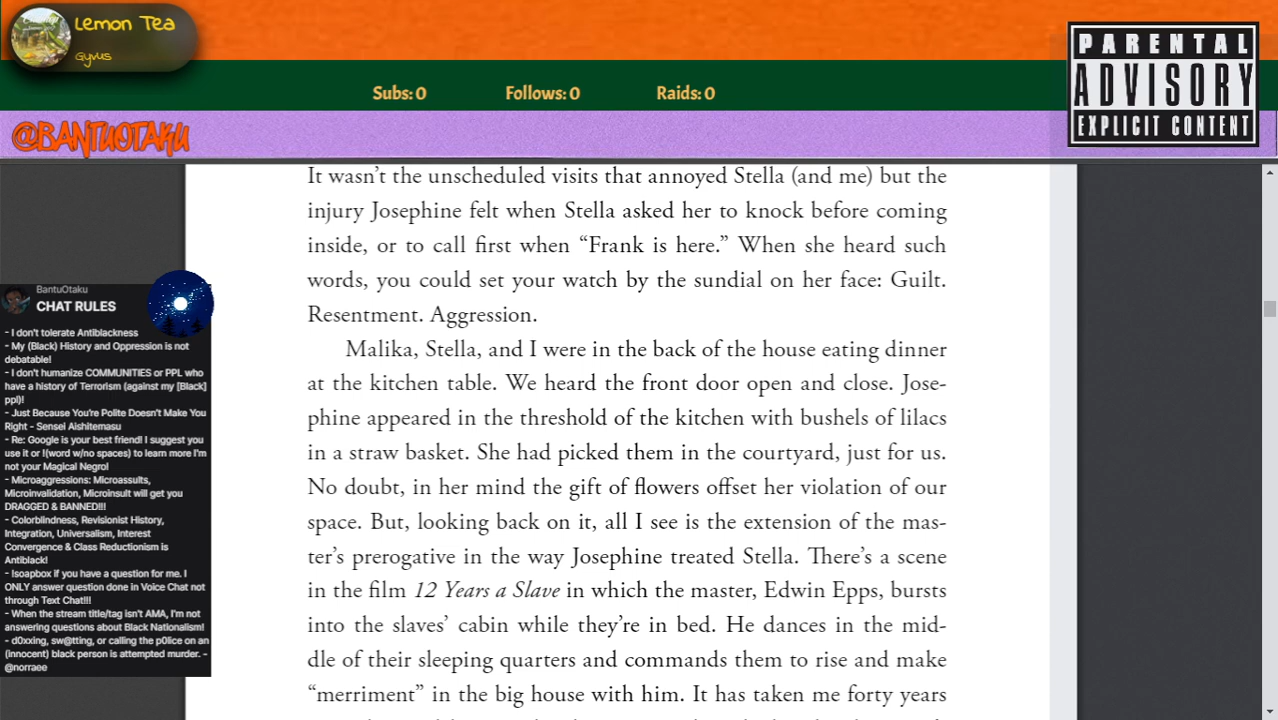 Lemon Tea
Gyvus
PARENTAL
ADVISORY
EXPLICIT CONTENT
Subs: 0
Follows: 0
Raids: 0
@BANTUOTAKU
It wasn’t the unscheduled visits that annoyed Stella (and me) but the
injury Josephine felt when Stella asked her to knock before coming
inside, or to call first when “Frank is here.” When she heard such
words, you could set your watch by the sundial on her face: Guilt.
Resentment. Aggression.
Malika, Stella, and I were in the back of the house eating dinner
at the kitchen table. We heard the front door open and close. Jose-
phine appeared in the threshold of the kitchen with bushels of lilacs
in a straw basket. She had picked them in the courtyard, just for us.
No doubt, in her mind the gift of flowers offset her violation of our
space. But, looking back on it, all I see is the extension of the mas-
ter’s prerogative in the way Josephine treated Stella. There’s a scene
in the film 12 Years a Slave in which the master, Edwin Epps, bursts
into the slaves’ cabin while they’re in bed. He dances in the mid-
dle of their sleeping quarters and commands them to rise and make
“merriment” in the big house with him. It has taken me forty years
BantuOtaku
CHAT RULES
- I don't tolerate Antiblackness
- My (Black) History and Oppression is not
debatable!
- I don't humanize COMMUNITIES or PPL who
have a history of Terrorism (against my [Black]
ppl)!
- Just Because You're Polite Doesn't Make You
Right - Sensei Aishitemasu
- Re: Google is your best friend! I suggest you
use it or !(word w/no spaces) to learn more I'm
not your Magical Negro!
- Microaggressions: Microassults,
Microinvalidation, Microinsult will get you
DRAGGED & BANNED!!!
- Colorblindness, Revisionist History,
Integration, Universalism, Interest
Convergence & Class Reductionism is
Antiblack!
- !soapbox if you have a question for me. I
ONLY answer question done in Voice Chat not
through Text Chat!!!
- When the stream title/tag isn't AMA, I'm not
answering questions about Black Nationalism!
- d0xxing, sw@tting, or calling the p0lice on an
(innocent) black person is attempted murder. -
@norraee